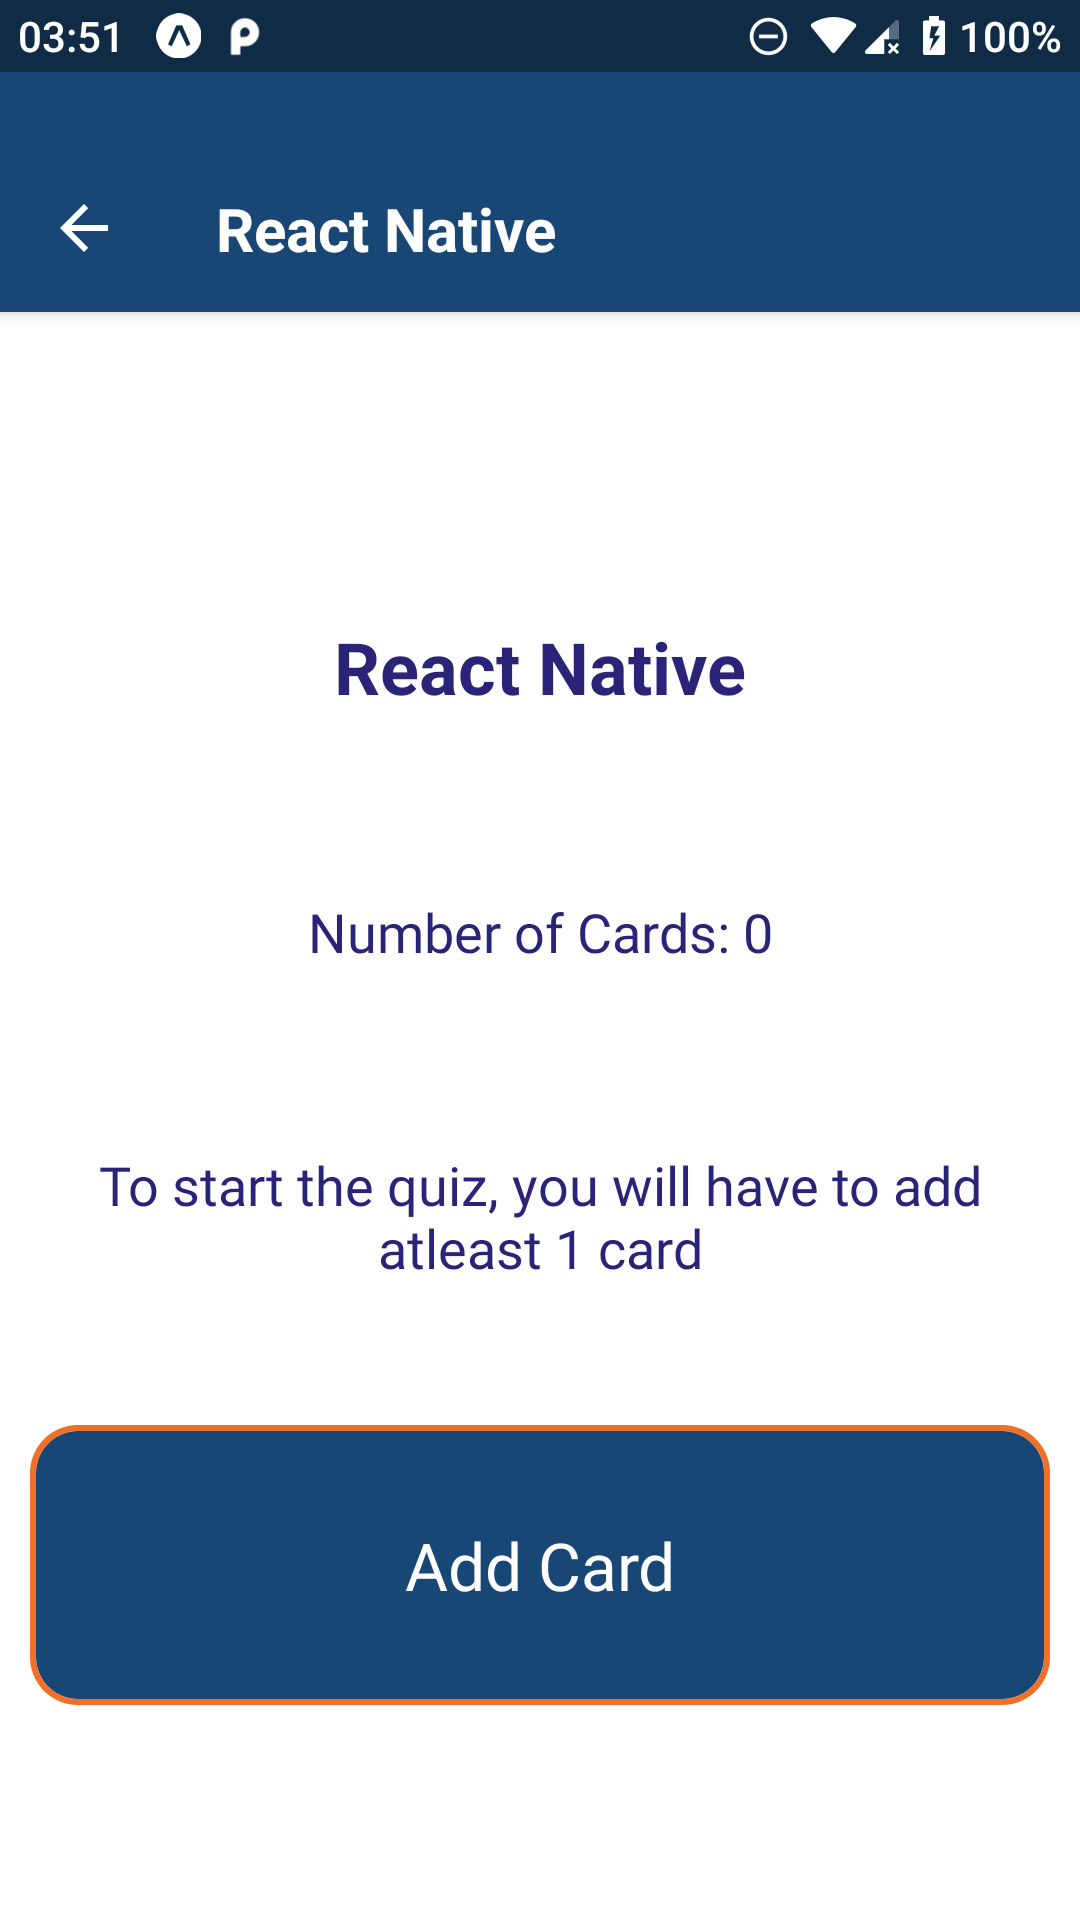 03:51 100%
React Native
React Native
Number of Cards: 0
To start the quiz, you will have to add
atleast 1 card
Add Card